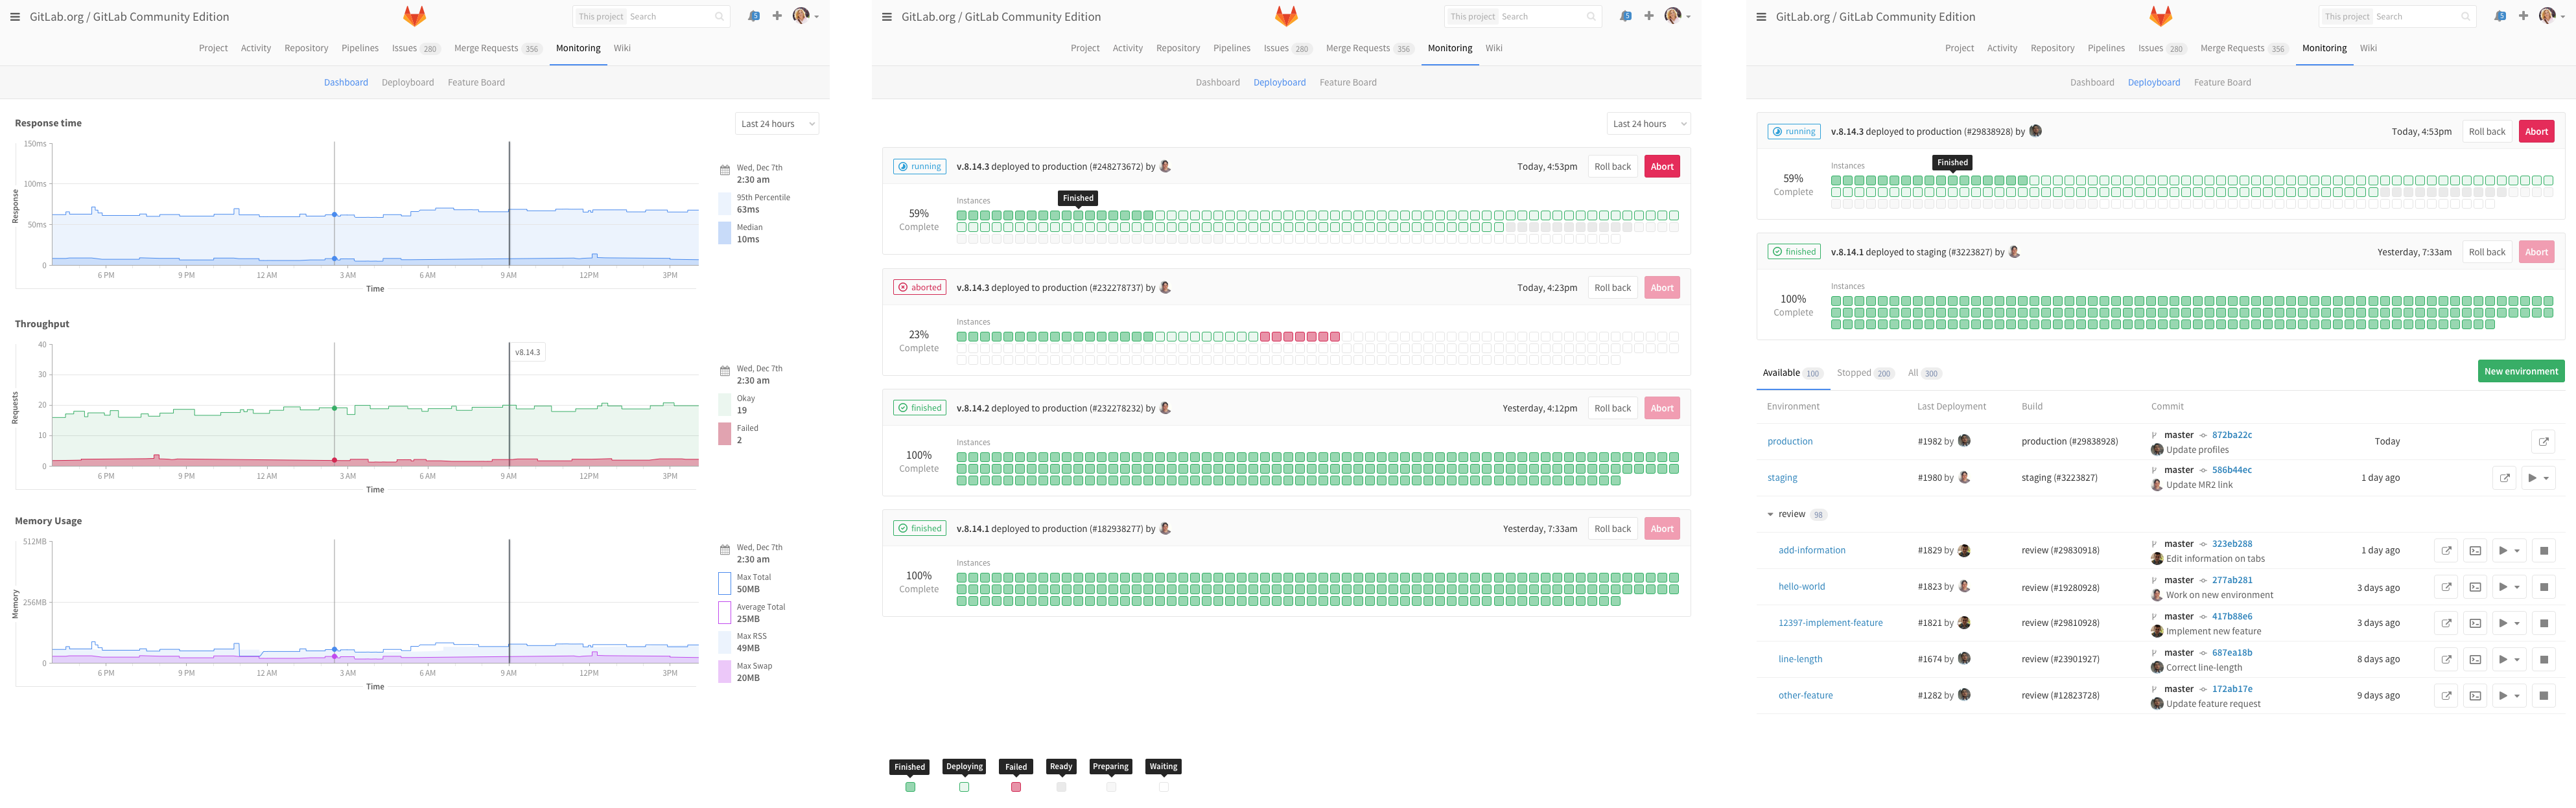 GitLab.org / GitLab Community Edition
This project Search
5
Project Activity Repository Pipelines Issues 280 Merge Requests 356 Monitoring Wiki
Dashboard Deployboard Feature Board
Response time
Last 24 hours
150ms
100ms
50ms
0
Response
6 PM 9 PM 12 AM 3 AM 6 AM 9 AM 12PM 3PM
Time
Wed, Dec 7th
2:30 am
95th Percentile
63ms
Median
10ms
Throughput
40
30
20
10
0
Requests
v8.14.3
6 PM 9 PM 12 AM 3 AM 6 AM 9 AM 12PM 3PM
Time
Wed, Dec 7th
2:30 am
Okay
19
Failed
2
Memory Usage
512MB
256MB
0
Memory
6 PM 9 PM 12 AM 3 AM 6 AM 9 AM 12PM 3PM
Time
Wed, Dec 7th
2:30 am
Max Total
50MB
Average Total
25MB
Max RSS
49MB
Max Swap
20MB
GitLab.org / GitLab Community Edition
This project Search
5
Project Activity Repository Pipelines Issues 280 Merge Requests 356 Monitoring Wiki
Dashboard Deployboard Feature Board
Last 24 hours
running v.8.14.3 deployed to production (#248273672) by Today, 4:53pm Roll back Abort
Finished
Instances
59%
Complete
aborted v.8.14.3 deployed to production (#232278737) by Today, 4:23pm Roll back Abort
Instances
23%
Complete
finished v.8.14.2 deployed to production (#232278232) by Yesterday, 4:12pm Roll back Abort
Instances
100%
Complete
finished v.8.14.1 deployed to production (#182938277) by Yesterday, 7:33am Roll back Abort
Instances
100%
Complete
Finished Deploying Failed Ready Preparing Waiting
GitLab.org / GitLab Community Edition
This project Search
5
Project Activity Repository Pipelines Issues 280 Merge Requests 356 Monitoring Wiki
Dashboard Deployboard Feature Board
running v.8.14.3 deployed to production (#29838928) by Today, 4:53pm Roll back Abort
Finished
Instances
59%
Complete
finished v.8.14.1 deployed to staging (#3223827) by Yesterday, 7:33am Roll back Abort
Instances
100%
Complete
Available 100 Stopped 200 All 300 New environment
Environment Last Deployment Build Commit
production #1982 by production (#29838928) master 872ba22c Today
Update profiles
staging #1980 by staging (#3223827) master 586b44ec 1 day ago
Update MR2 link
review 98
add-information #1829 by review (#29830918) master 323eb288 1 day ago
Edit information on tabs
hello-world #1823 by review (#19280928) master 277ab281 3 days ago
Work on new environment
12397-implement-feature #1821 by review (#29810928) master 417b88e6 3 days ago
Implement new feature
line-length #1674 by review (#23901927) master 687ea18b 8 days ago
Correct line-length
other-feature #1282 by review (#12823728) master 172ab17e 9 days ago
Update feature request